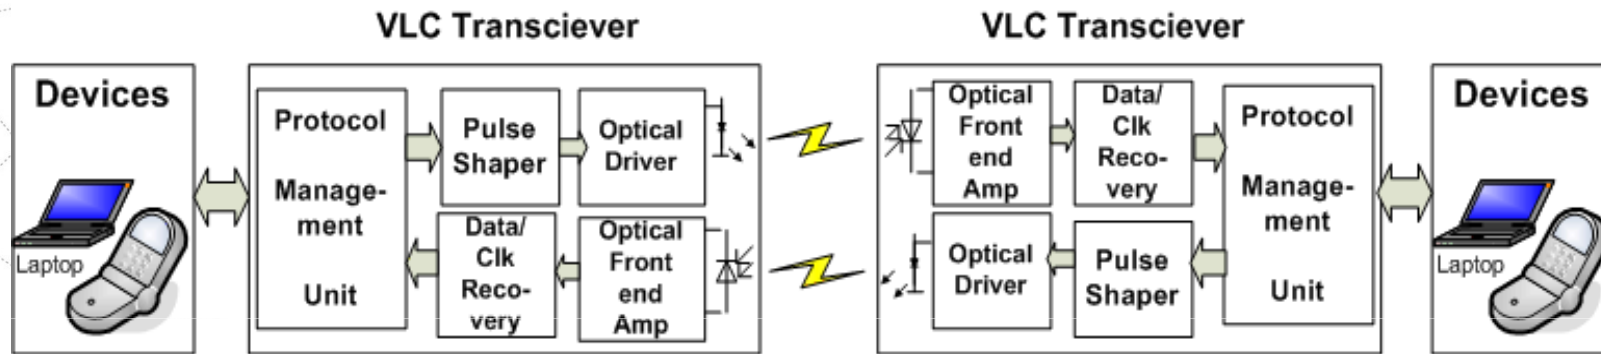 VLC Transciever
VLC Transciever
Devices
Laptop
Protocol
Manage-
ment
Unit
Pulse
Shaper
Optical
Driver
Data/
Clk
Reco-
very
Optical
Front
end
Amp
Optical
Front
end
Amp
Data/
Clk
Reco-
very
Optical
Driver
Pulse
Shaper
Protocol
Manage-
ment
Unit
Devices
Laptop